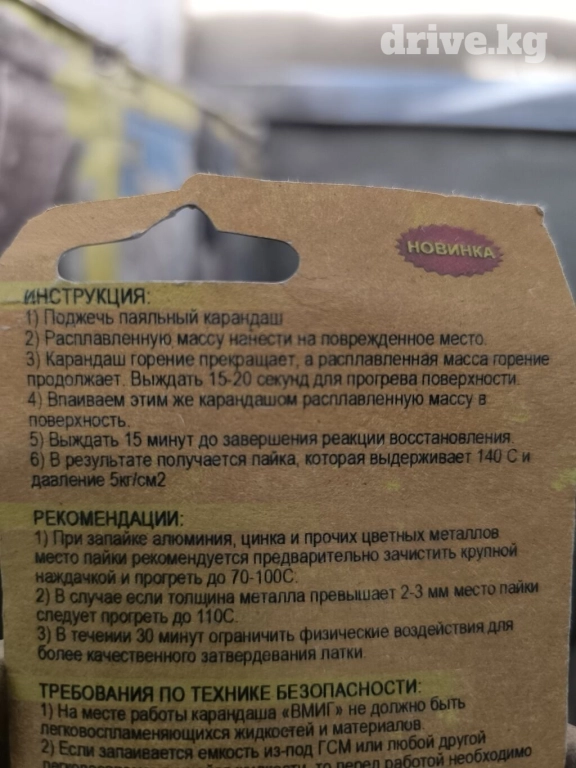 drive.kg
НОВИНКА
ИНСТРУКЦИЯ:
1) Поджечь паяльный карандаш
2) Расплавленную массу нанести на поврежденное место.
3) Карандаш горение прекращает, а расплавленная масса горение
продолжает. Выждать 15-20 секунд для прогрева поверхности.
4) Впаиваем этим же карандашом расплавленную массу в
поверхность.
5) Выждать 15 минут до завершения реакции восстановления.
6) В результате получается пайка, которая выдерживает 140 С и
давление 5кг/см2
РЕКОМЕНДАЦИИ:
1) При запайке алюминия, цинка и прочих цветных металлов
место пайки рекомендуется предварительно зачистить крупной
наждачкой и прогреть до 70-100С.
2) В случае если толщина металла превышает 2-3 мм место пайки
следует прогреть до 110С.
3) В течении 30 минут ограничить физические воздействия для
более качественного затвердевания латки.
ТРЕБОВАНИЯ ПО ТЕХНИКЕ БЕЗОПАСНОСТИ:
1) На месте работы карандаша «ВМИГ» не должно быть
легковоспламеняющихся жидкостей и материалов.
2) Если запаивается емкость из-под ГСМ или любой другой
то перед работой необходимо